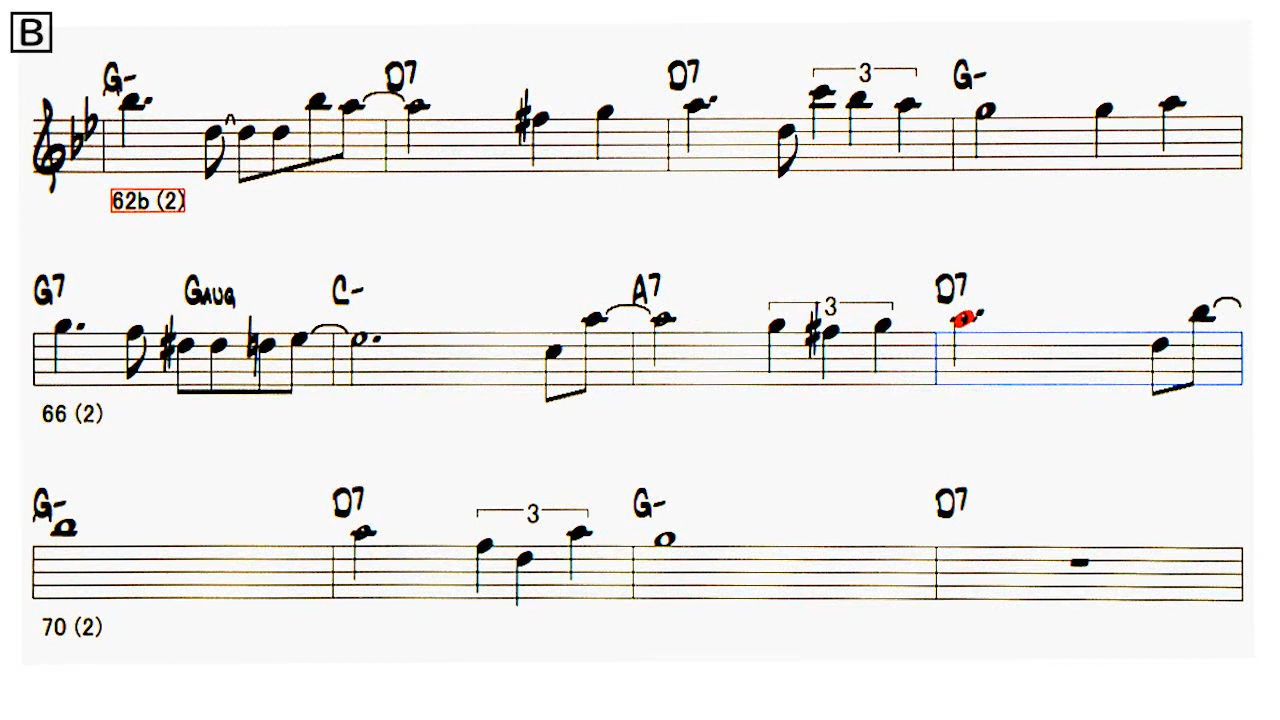 B
G- D7 D7 3 G-
62b (2)
G7 GAUG C- A7 3 D7
66 (2)
G- D7 3 G- D7
70 (2)